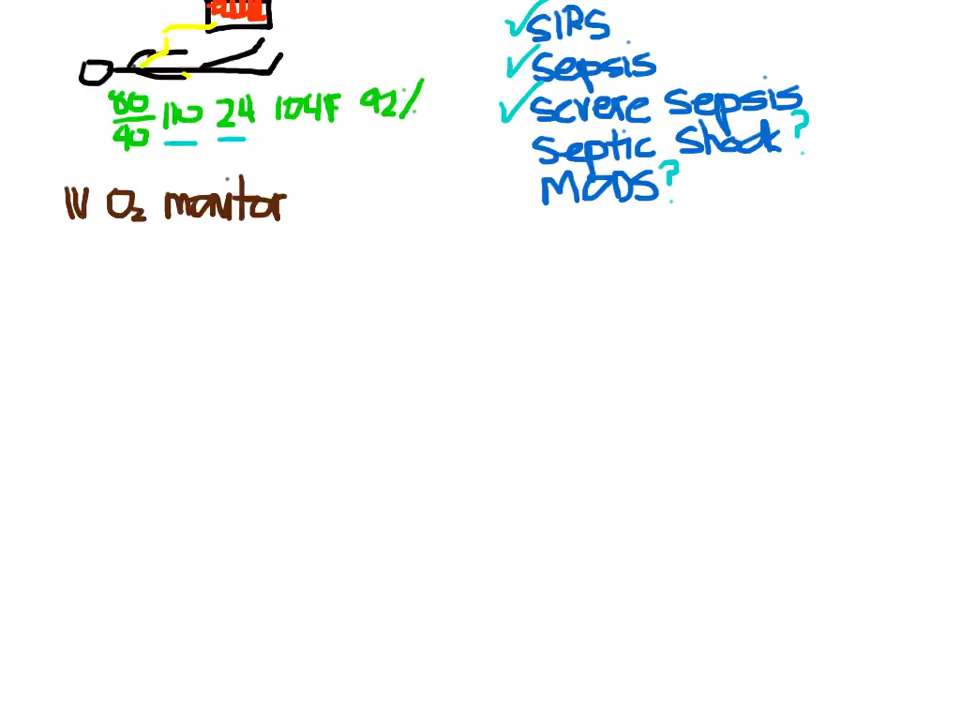 SIRS
Sepsis
Severe Sepsis
Septic Shock ?
MODS ?
80/40 110 24 104F 92%
IV O2 monitor